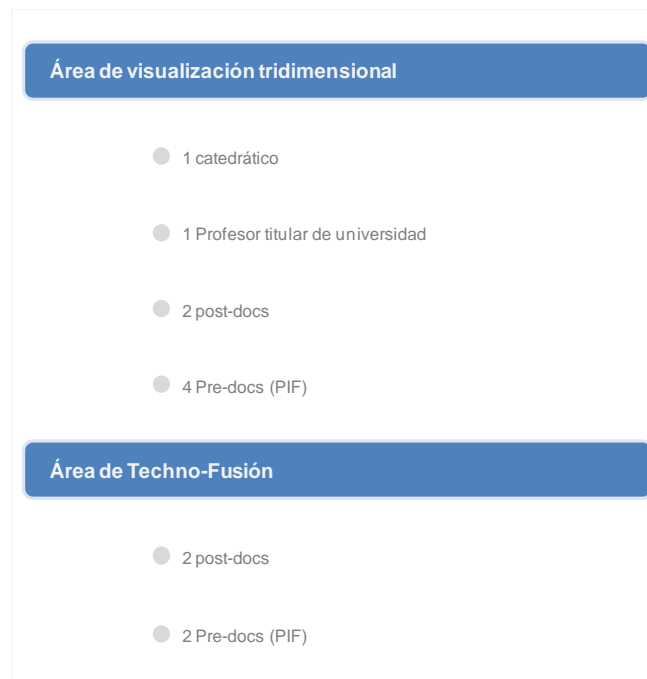 Área de visualización tridimensional
1 catedrático
1 Profesor titular de universidad
2 post-docs
4 Pre-docs (PIF)
Área de Techno-Fusión
2 post-docs
2 Pre-docs (PIF)